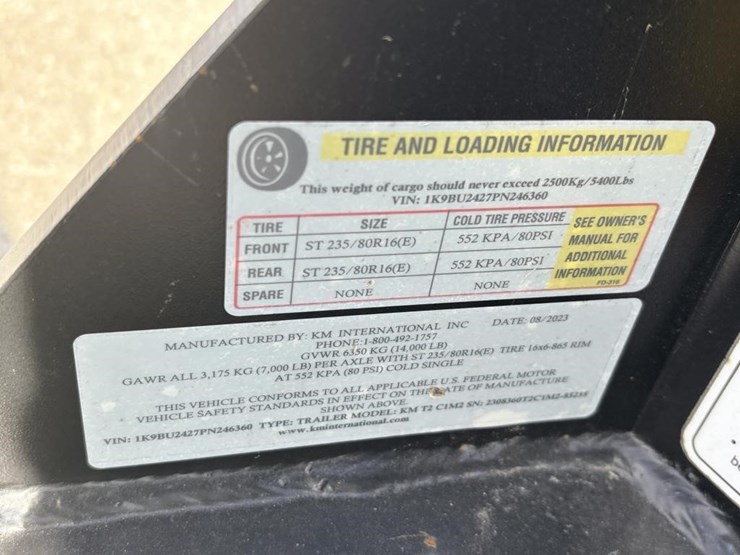 TIRE AND LOADING INFORMATION
This weight of cargo should never exceed 2500Kg/5400Lbs
VIN: 1K9BU2427PN246360
TIRE SIZE COLD TIRE PRESSURE
FRONT ST 235/80R16(E) 552 KPA/80PSI
REAR ST 235/80R16(E) 552 KPA/80PSI
SPARE NONE NONE
SEE OWNER'S
MANUAL FOR
ADDITIONAL
INFORMATION
MANUFACTURED BY: KM INTERNATIONAL INC DATE: 08/2023
PHONE:1-800-492-1757
GVWR 6350 KG (14,000 LB)
GAWR ALL 3,175 KG (7,000 LB) PER AXLE WITH ST 235/80R16(E) TIRE 16x6-865 RIM
AT 552 KPA (80 PSI) COLD SINGLE
THIS VEHICLE CONFORMS TO ALL APPLICABLE U.S. FEDERAL MOTOR
VEHICLE SAFETY STANDARDS IN EFFECT ON THE DATE OF MANUFACTURE
SHOWN ABOVE.
VIN: 1K9BU2427PN246360 TYPE: TRAILER MODEL: KM T2 C1M2 SN:
www.kminternational.com